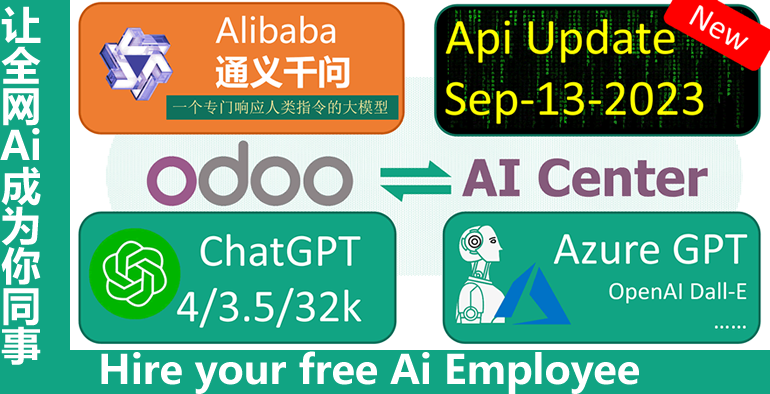 让全网Ai成为你同事
Alibaba
通义千问
一个专门响应人类指令的大模型
Api Update
Sep-13-2023
New
odoo
AI Center
ChatGPT
4/3.5/32k
Azure GPT
OpenAI Dall-E
......
Hire your free Ai Employee